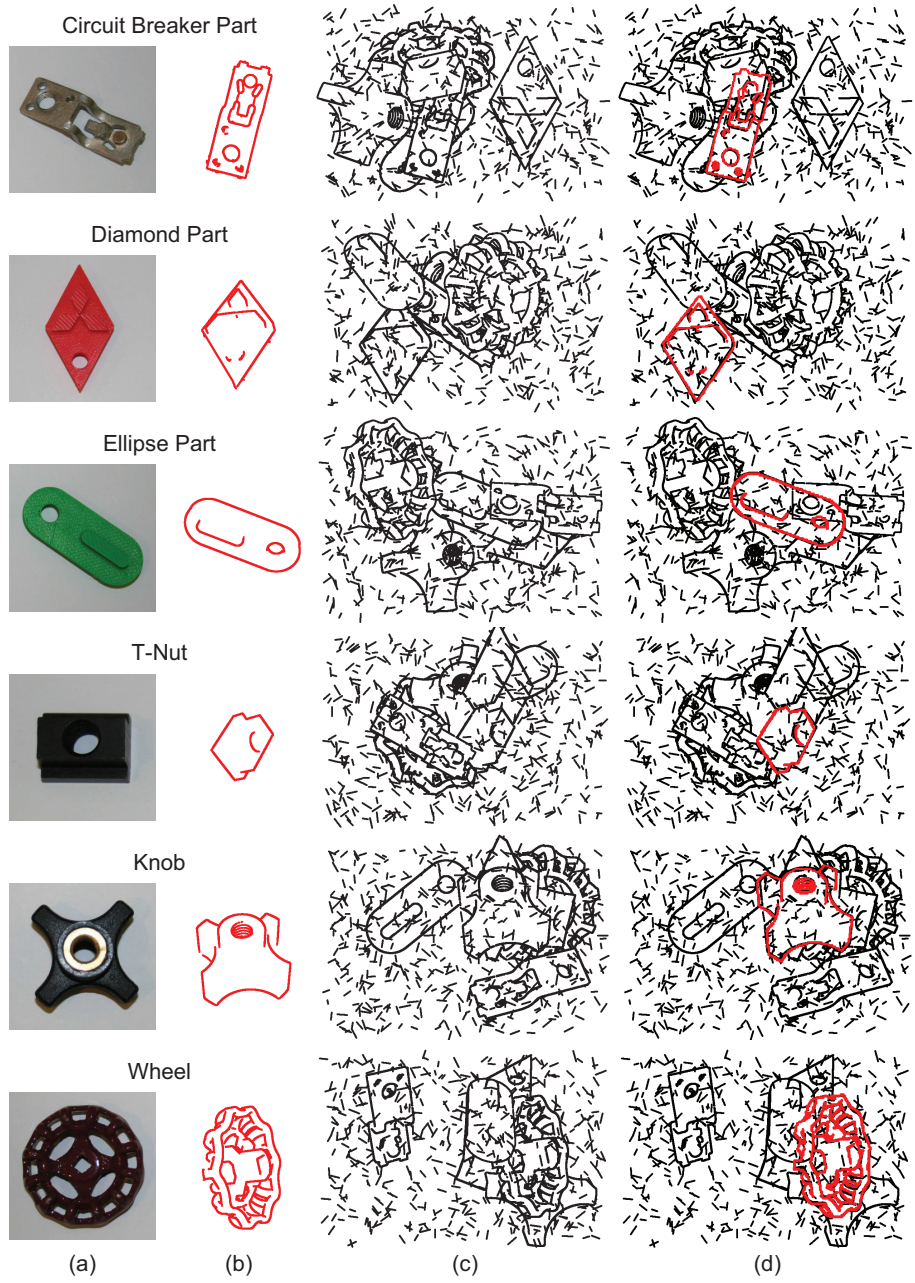 Circuit Breaker Part
Diamond Part
Ellipse Part
T-Nut
Knob
Wheel
(a) (b) (c) (d)